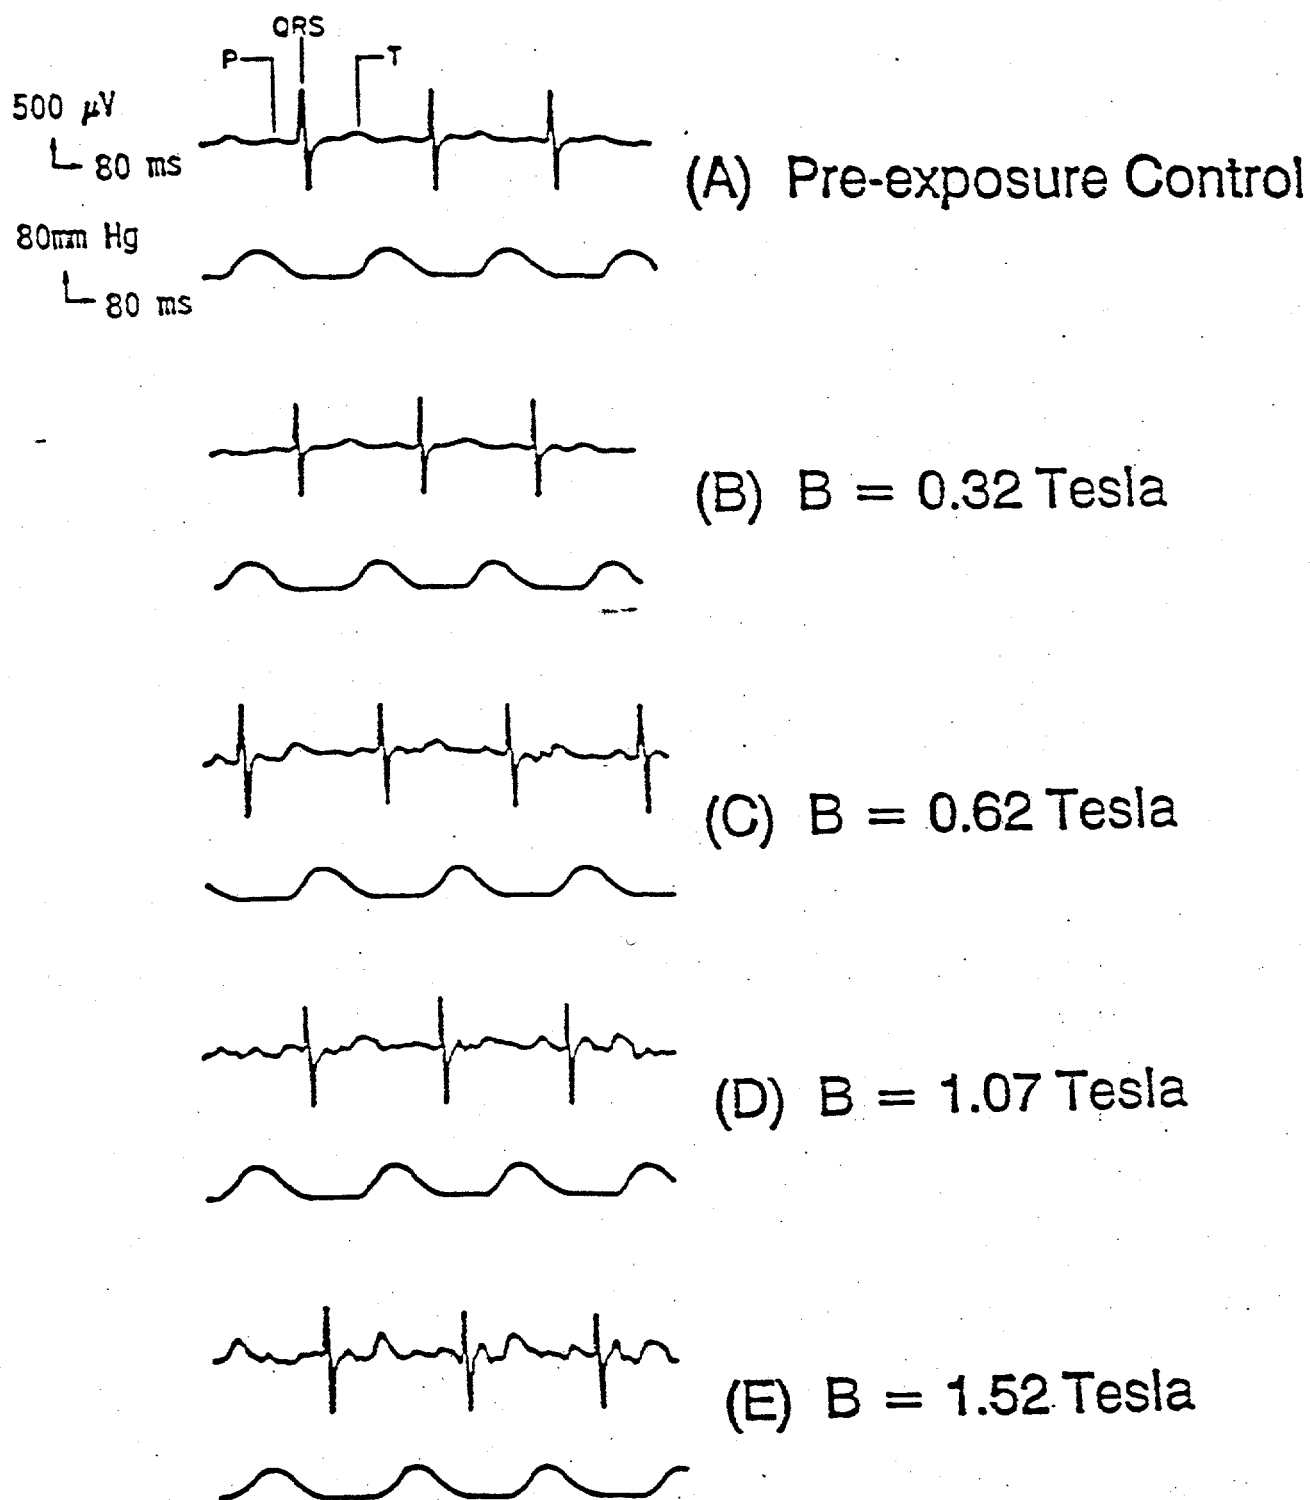 QRS
P
T
500 μV
80 ms
(A) Pre-exposure Control
80mm Hg
80 ms
(B) B = 0.32 Tesla
(C) B = 0.62 Tesla
(D) B = 1.07 Tesla
(E) B = 1.52 Tesla